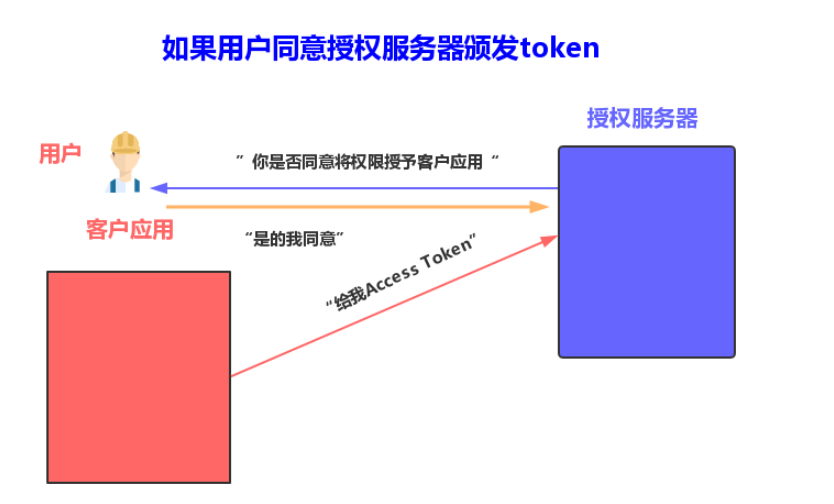 如果用户同意授权服务器颁发token
授权服务器
用户
”你是否同意将权限授予客户应用“
客户应用
“是的我同意”
“给我Access Token”